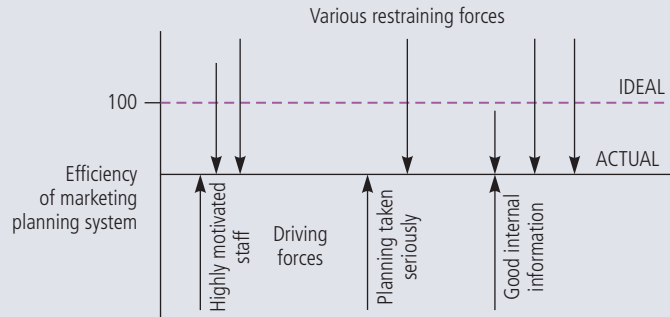 Various restraining forces
IDEAL
100
ACTUAL
Efficiency
of marketing
planning system
Highly motivated
staff
Driving
forces
Planning taken
seriously
Good internal
information